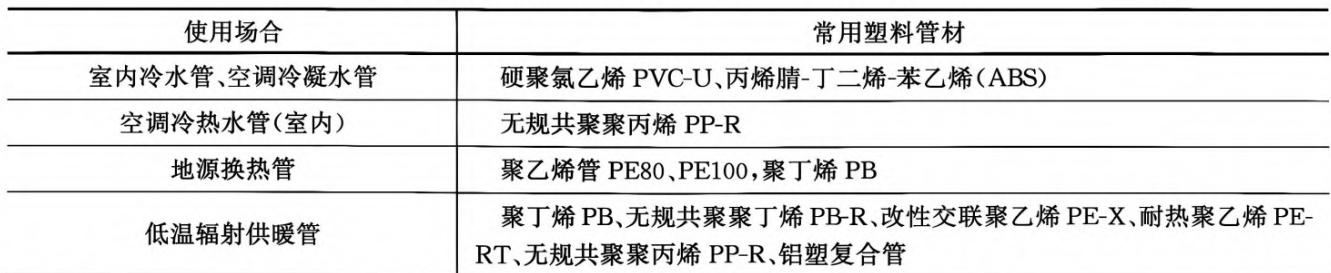 使用场合 常用塑料管材
室内冷水管、空调冷凝水管 硬聚氯乙烯 PVC-U、丙烯腈-丁二烯-苯乙烯(ABS)
空调冷热水管(室内) 无规共聚聚丙烯 PP-R
地源换热管 聚乙烯管 PE80、PE100,聚丁烯 PB
低温辐射供暖管 聚丁烯 PB、无规共聚聚丁烯 PB-R、改性交联聚乙烯 PE-X、耐热聚乙烯 PE-
RT、无规共聚聚丙烯 PP-R、铝塑复合管